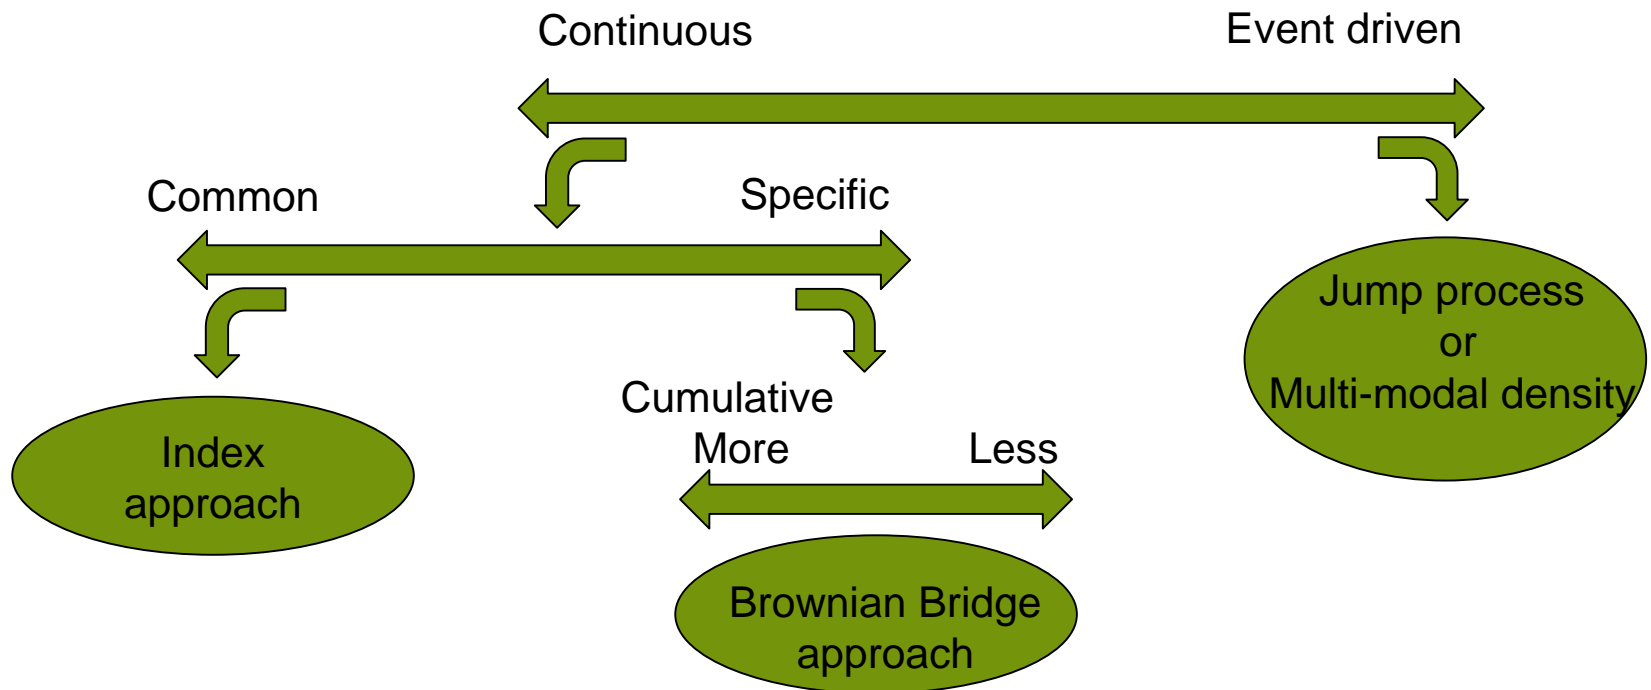 Continuous
Event driven
Common
Specific
Jump process
or
Multi-modal density
Cumulative
More
Less
Index
approach
Brownian Bridge
approach